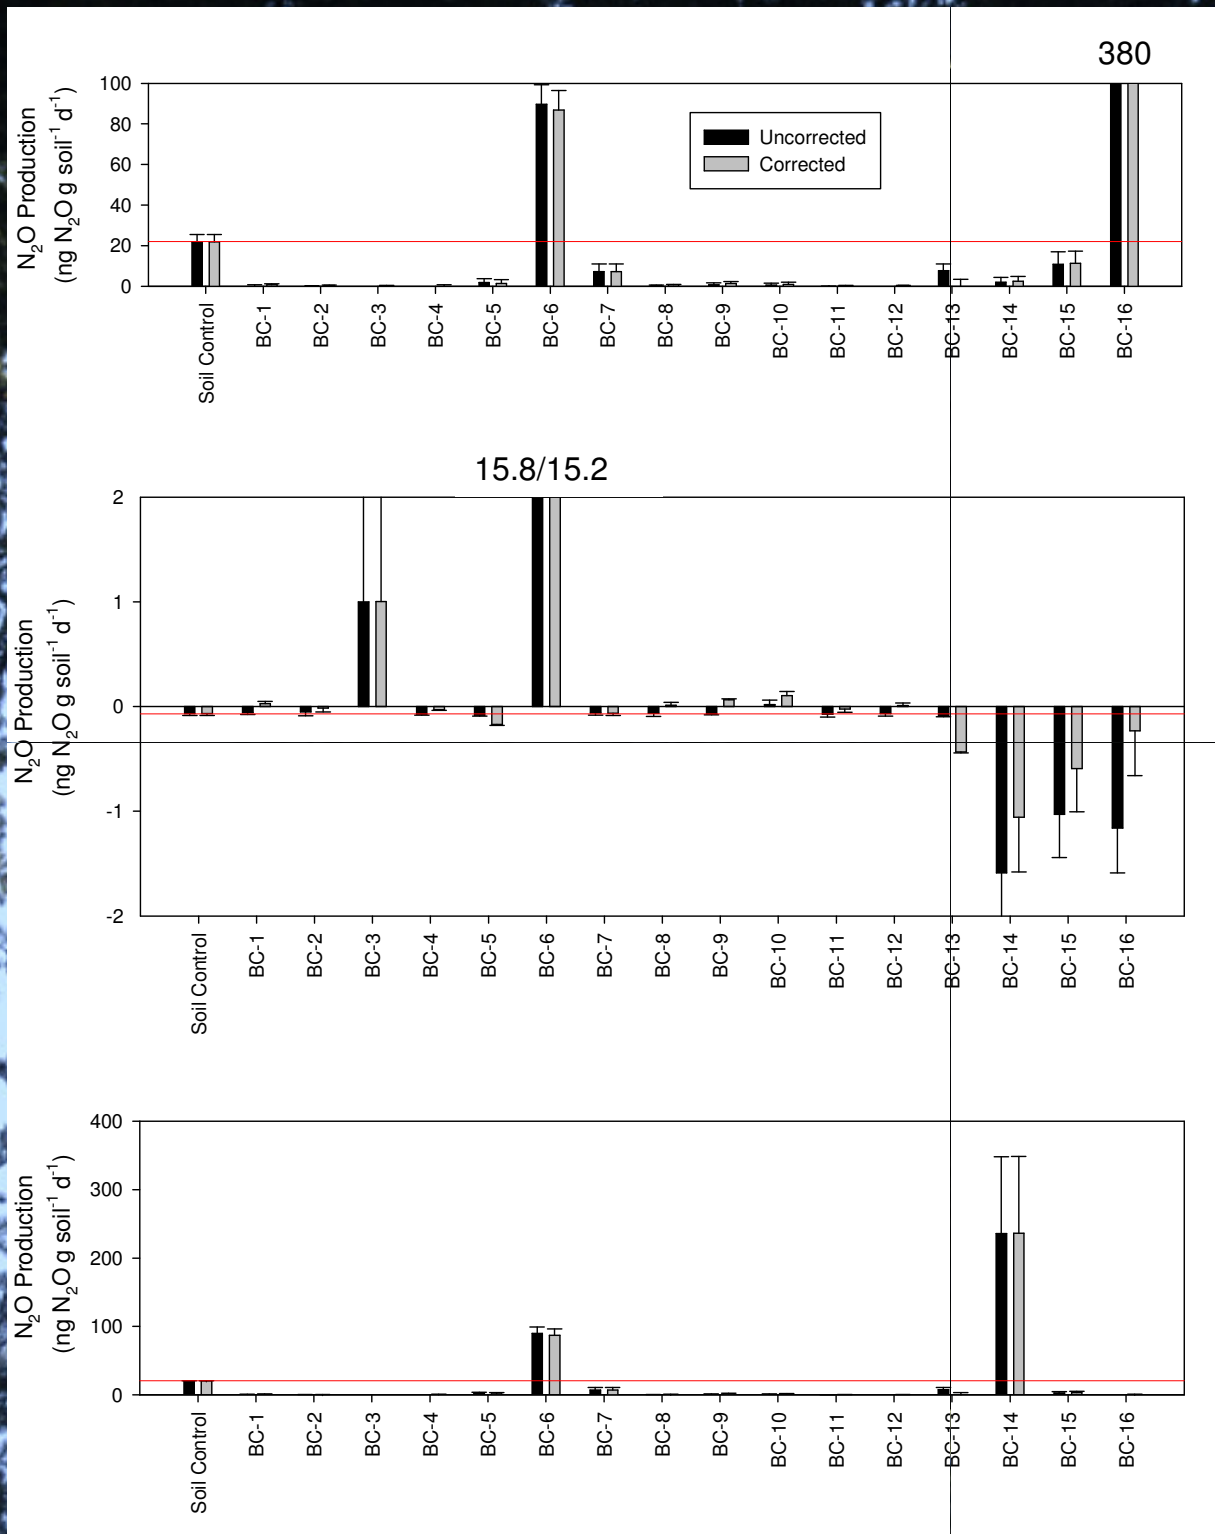 380
N₂O Production
(ng N₂O g soil⁻¹ d⁻¹)
100
80
60
40
20
0
Uncorrected
Corrected
Soil Control
BC-1
BC-2
BC-3
BC-4
BC-5
BC-6
BC-7
BC-8
BC-9
BC-10
BC-11
BC-12
BC-13
BC-14
BC-15
BC-16
15.8/15.2
N₂O Production
(ng N₂O g soil⁻¹ d⁻¹)
2
1
0
-1
-2
Soil Control
BC-1
BC-2
BC-3
BC-4
BC-5
BC-6
BC-7
BC-8
BC-9
BC-10
BC-11
BC-12
BC-13
BC-14
BC-15
BC-16
N₂O Production
(ng N₂O g soil⁻¹ d⁻¹)
400
300
200
100
0
Soil Control
BC-1
BC-2
BC-3
BC-4
BC-5
BC-6
BC-7
BC-8
BC-9
BC-10
BC-11
BC-12
BC-13
BC-14
BC-15
BC-16